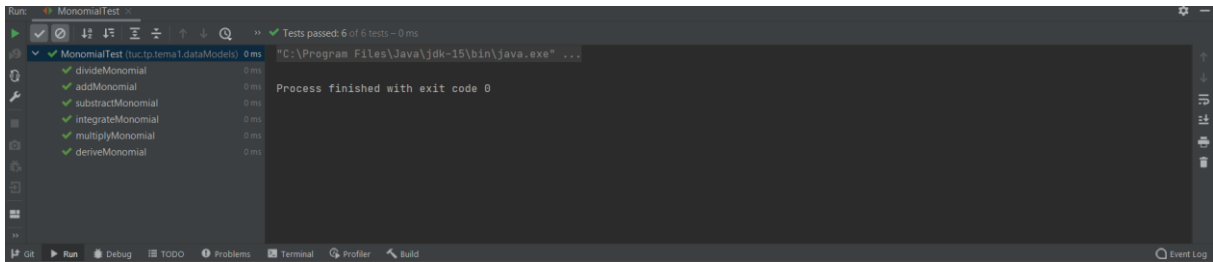 Run: MonomialTest ×
» Tests passed: 6 of 6 tests – 0 ms
MonomialTest (tuc.tp.tema1.dataModels) 0 ms "C:\Program Files\Java\jdk-15\bin\java.exe" ...
divideMonomial 0 ms
addMonomial 0 ms Process finished with exit code 0
substractMonomial 0 ms
integrateMonomial 0 ms
multiplyMonomial 0 ms
deriveMonomial 0 ms
»
Git Run Debug TODO Problems Terminal Profiler Build Event Log